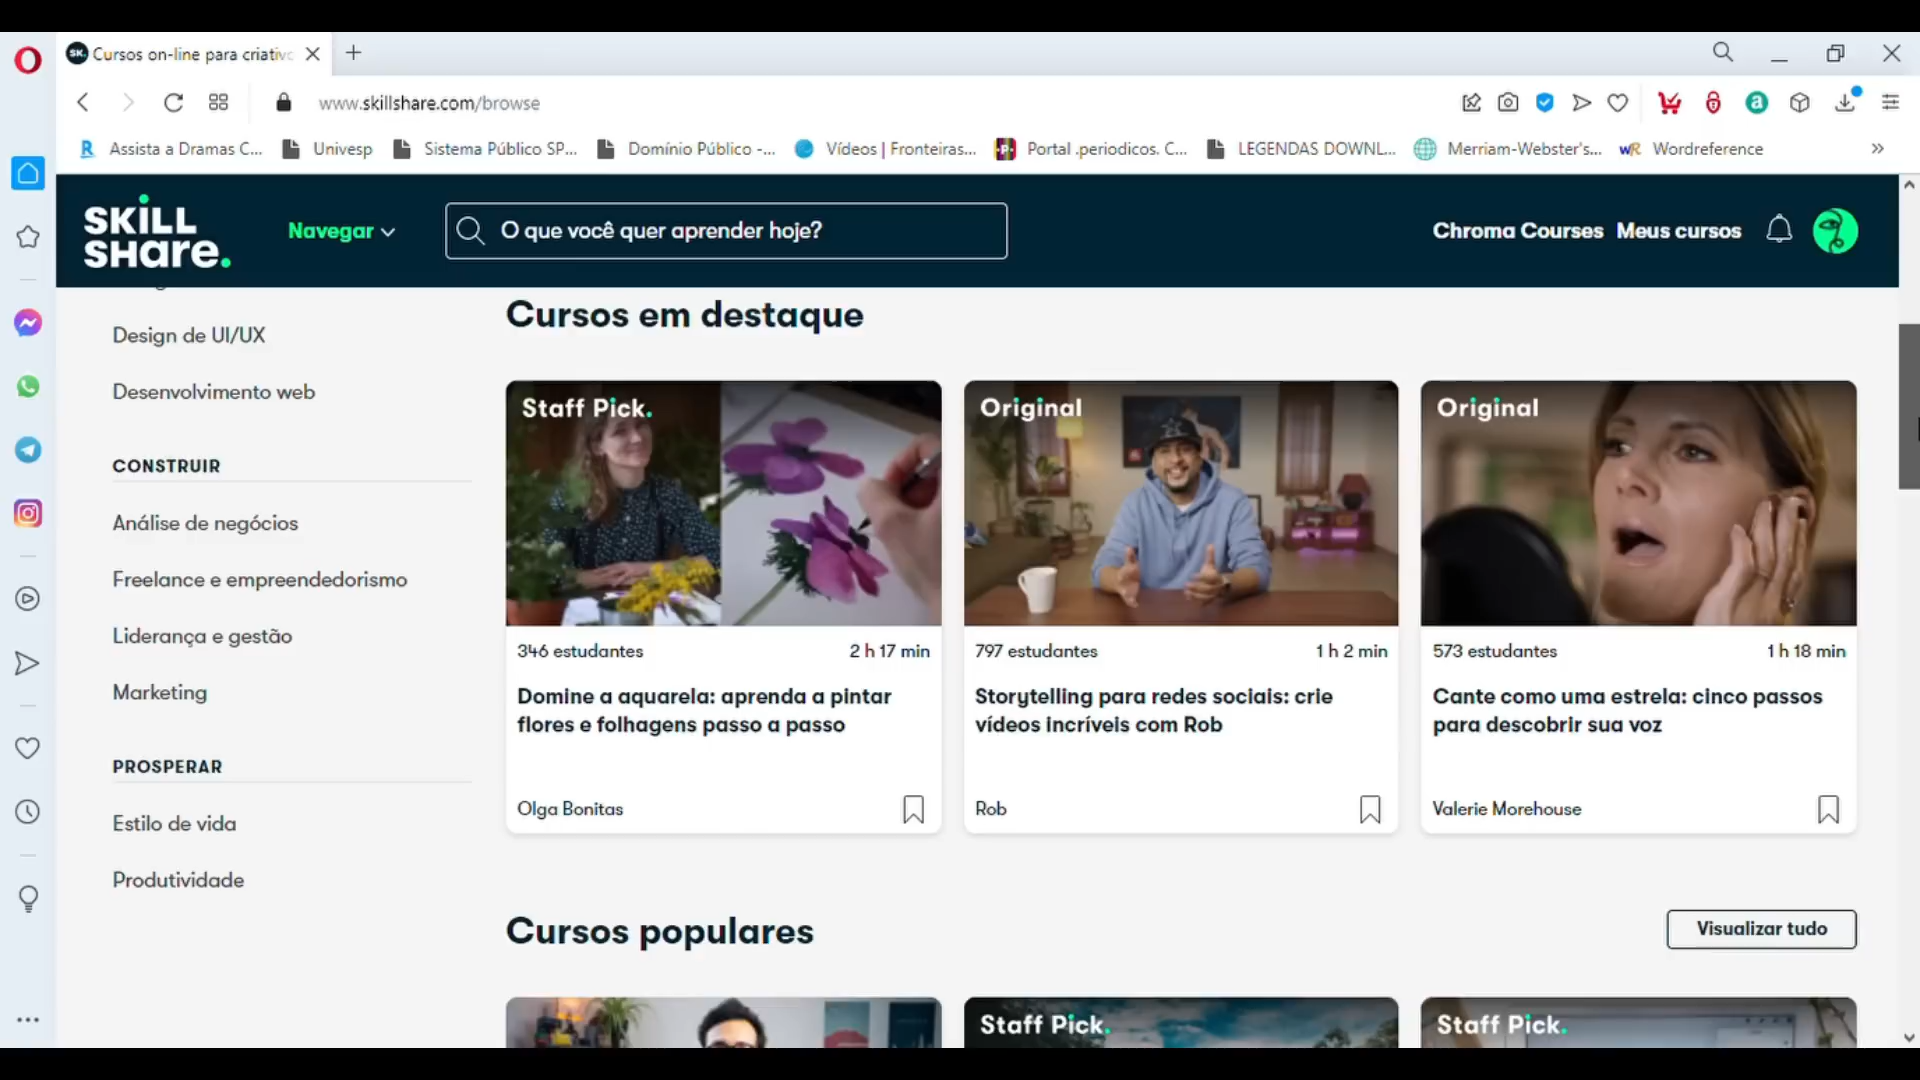 SK. Cursos on-line para criativ
www.skillshare.com/browse
Assista a Dramas C... Univesp Sistema Público SP... Domínio Público -... Vídeos | Fronteiras... Portal .periodicos. C... LEGENDAS DOWNL... Merriam-Webster's... Wordreference
SKILL
SHare.
Navegar
O que você quer aprender hoje?
Chroma Courses Meus cursos
Design de UI/UX
Desenvolvimento web
CONSTRUIR
Análise de negócios
Freelance e empreendedorismo
Liderança e gestão
Marketing
PROSPERAR
Estilo de vida
Produtividade
Cursos em destaque
Staff Pick.
346 estudantes 2 h 17 min
Domine a aquarela: aprenda a pintar
flores e folhagens passo a passo
Olga Bonitas
Original
797 estudantes 1 h 2 min
Storytelling para redes sociais: crie
vídeos incríveis com Rob
Rob
Original
573 estudantes 1 h 18 min
Cante como uma estrela: cinco passos
para descobrir sua voz
Valerie Morehouse
Cursos populares
Visualizar tudo
Staff Pick.
Staff Pick.